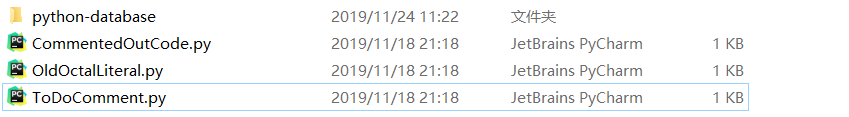 python-database 2019/11/24 11:22 文件夹
CommentedOutCode.py 2019/11/18 21:18 JetBrains PyCharm 1 KB
OldOctalLiteral.py 2019/11/18 21:18 JetBrains PyCharm 1 KB
ToDoComment.py 2019/11/18 21:18 JetBrains PyCharm 1 KB